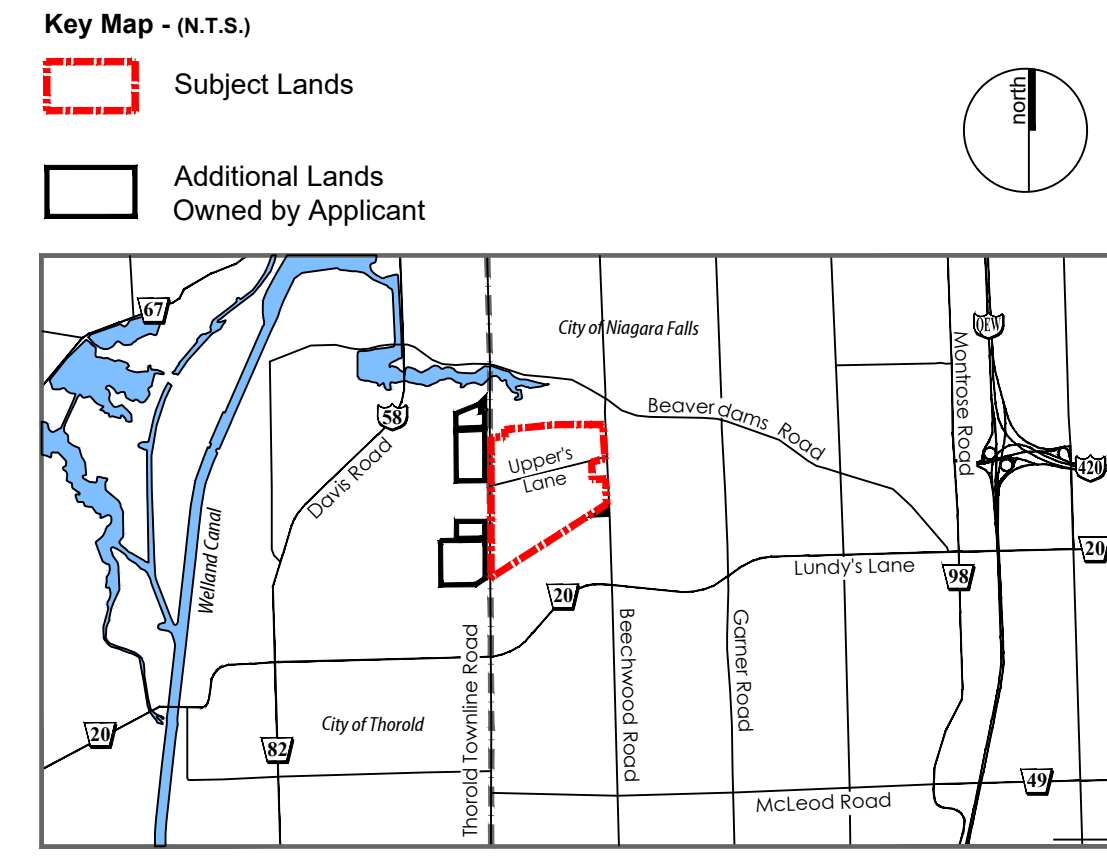 Key Map - (N.T.S.)
Subject Lands
north
Additional Lands
Owned by Applicant
67
City of Niagara Falls
QEW
Montrose Road
58
Beaverdams Road
Davis Road
Upper's
Lane
420
Welland Canal
20
Lundy's Lane
98
20
Beechwood Road
Garner Road
Thorold Townline Road
City of Thorold
20
82
49
McLeod Road